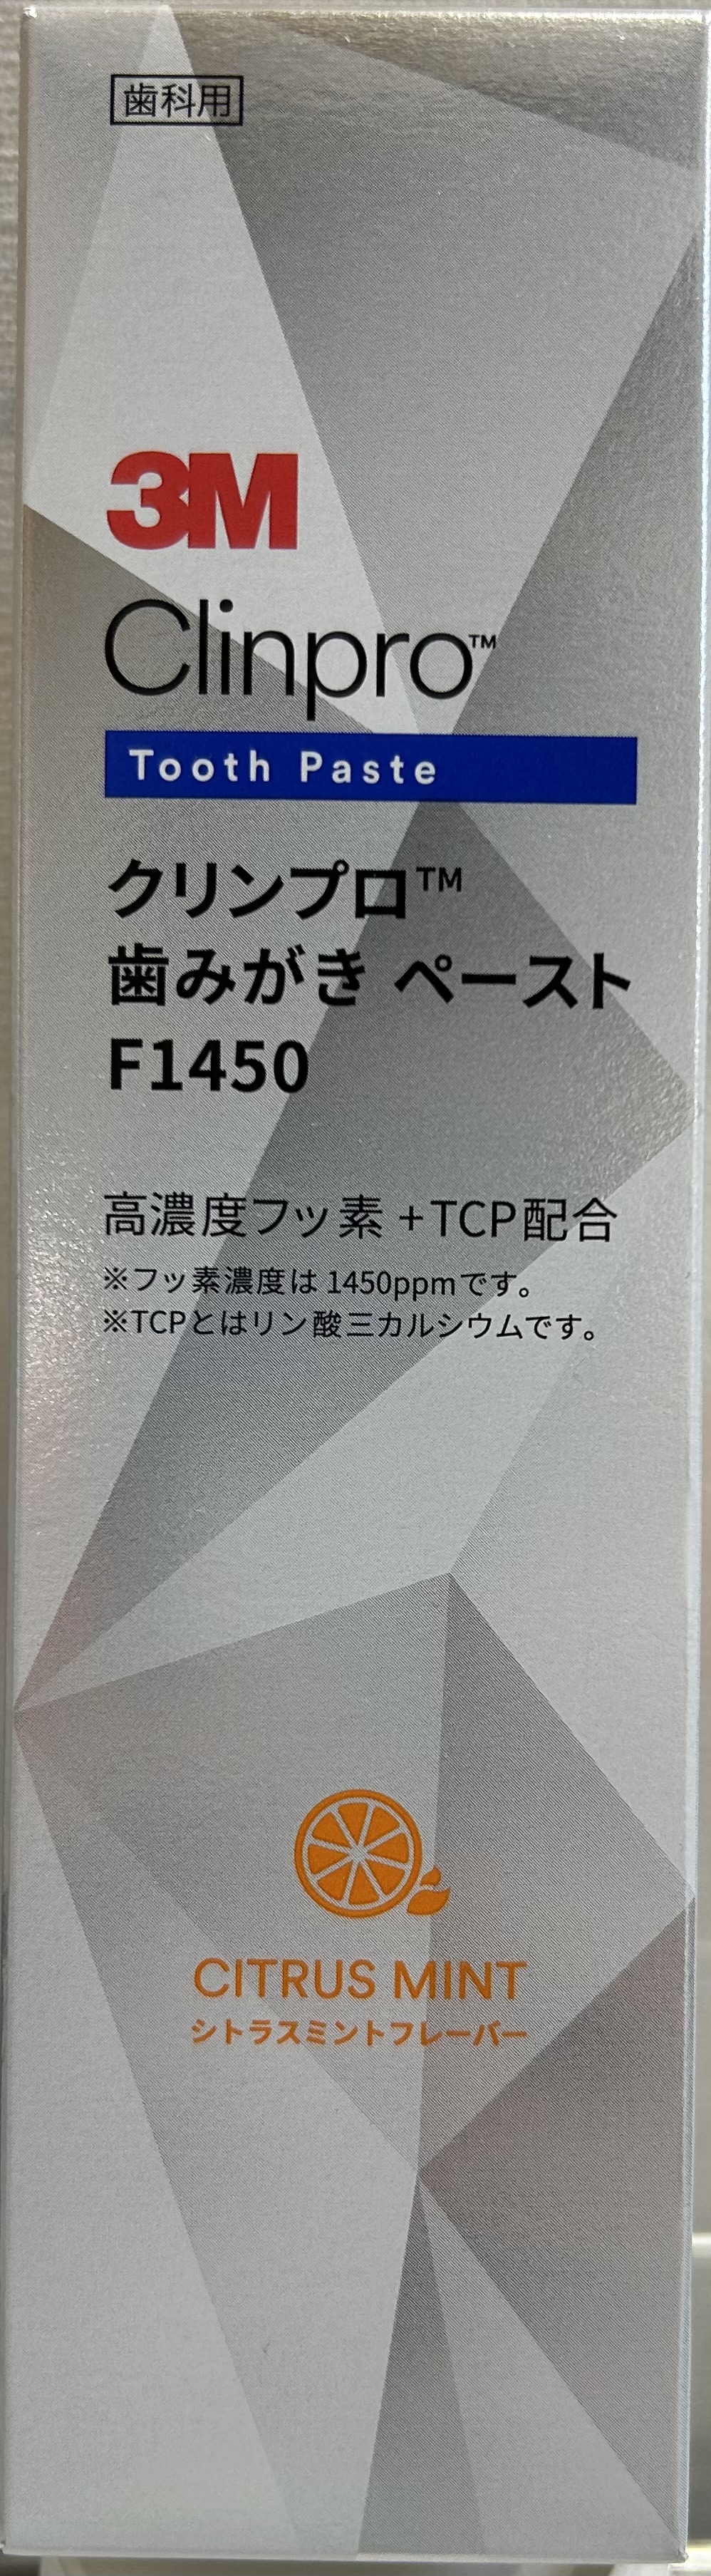 歯科用
3M
Clinpro™
Tooth Paste
クリンプロ™
歯みがき ペースト
F1450
高濃度フッ素 +TCP配合
※フッ素濃度は 1450ppmです。
※TCPとはリン酸三カルシウムです。
CITRUS MINT
シトラスミントフレーバー